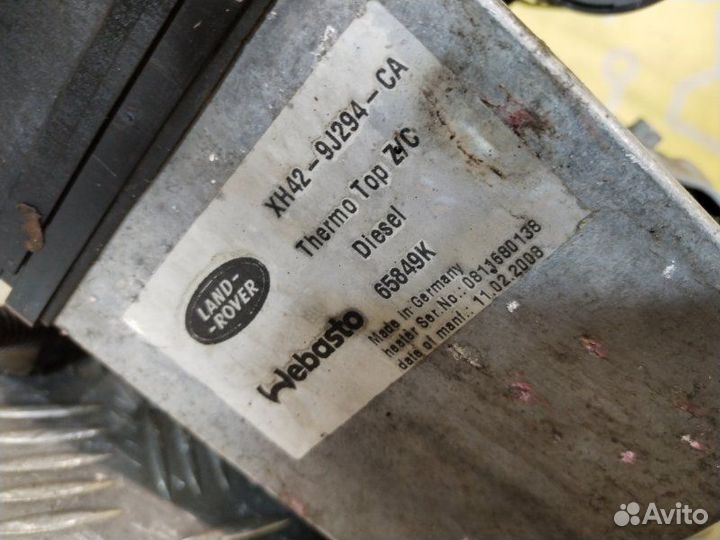 XH42-9J294-CA
Thermo Top Z/C
Diesel
65849K
LAND-
-ROVER
Webasto
Made in Germany
heater Ser.No.: 0811680138
date of manf.: 11.02.2008
Avito